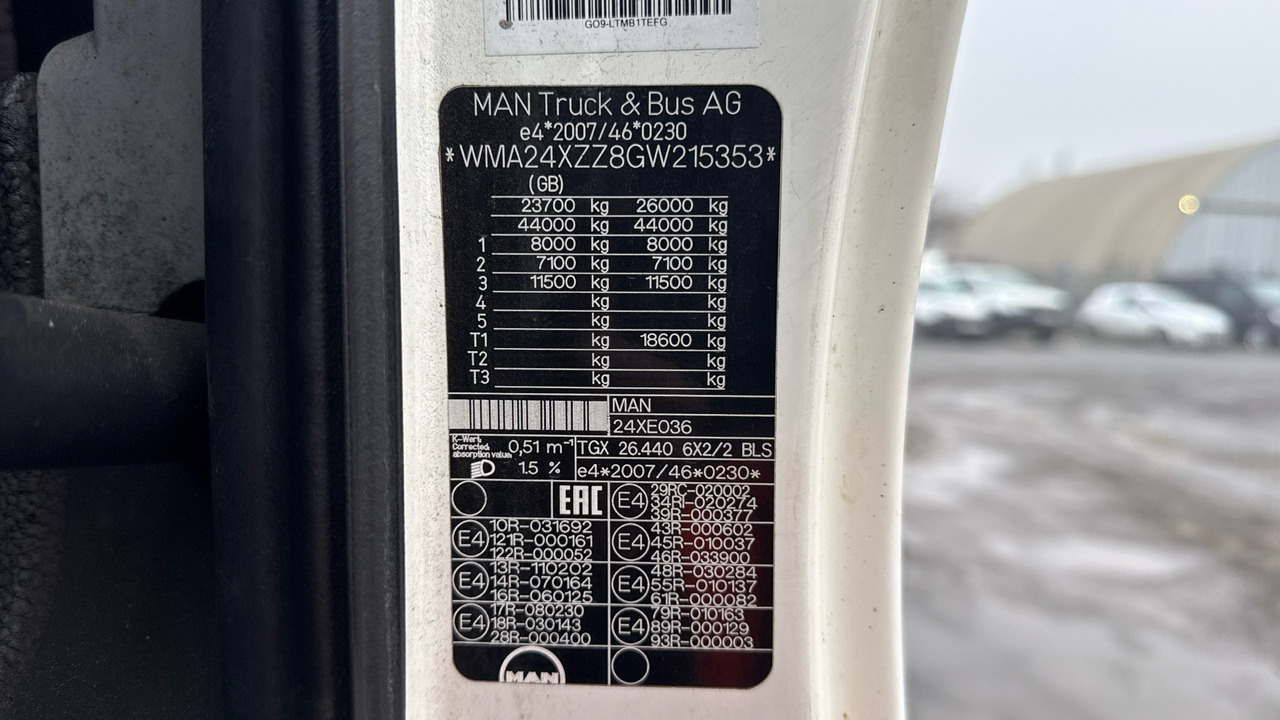 GO9-LTMB1TEFG
MAN Truck & Bus AG
e4*2007/46*0230
*WMA24XZZ8GW215353*
(GB)
23700 kg 26000 kg
44000 kg 44000 kg
1 8000 kg 8000 kg
2 7100 kg 7100 kg
3 11500 kg 11500 kg
4 kg kg
5 kg kg
T1 kg 18600 kg
T2 kg kg
T3 kg kg
MAN
24XE036
K-Wert, Corrected absorption value: 0,51 m⁻¹
TGX 26.440 6X2/2 BLS
1.5 %
e4*2007/46*0230*
EAC
E4
29RC-020002
34RI-020274
39R-000377
E4
10R-031692
121R-000161
122R-000052
E4
43R-000602
45R-010037
46R-033900
E4
13R-110202
14R-070164
16R-060125
E4
48R-030284
55R-010137
61R-000082
E4
17R-080230
18R-030143
28R-000400
E4
79R-010163
89R-000129
93R-000003
MAN